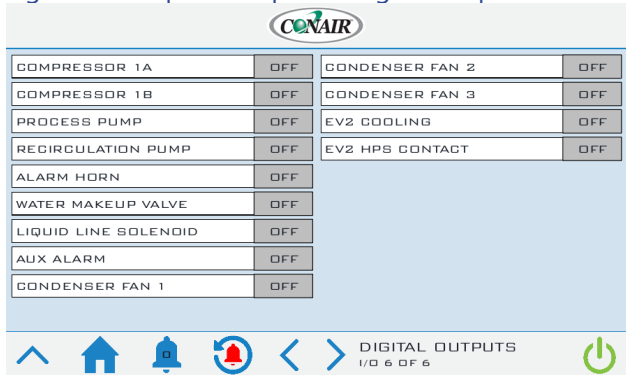 CONAIR
COMPRESSOR 1A OFF
COMPRESSOR 1B OFF
PROCESS PUMP OFF
RECIRCULATION PUMP OFF
ALARM HORN OFF
WATER MAKEUP VALVE OFF
LIQUID LINE SOLENOID OFF
AUX ALARM OFF
CONDENSER FAN 1 OFF
CONDENSER FAN 2 OFF
CONDENSER FAN 3 OFF
EV2 COOLING OFF
EV2 HPS CONTACT OFF
0
DIGITAL OUTPUTS
I/O 6 OF 6